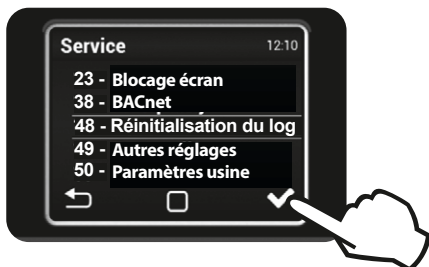 Service 12:10
23 - Blocage écran
38 - BACnet
48 - Réinitialisation du log
49 - Autres réglages
50 - Paramètres usine